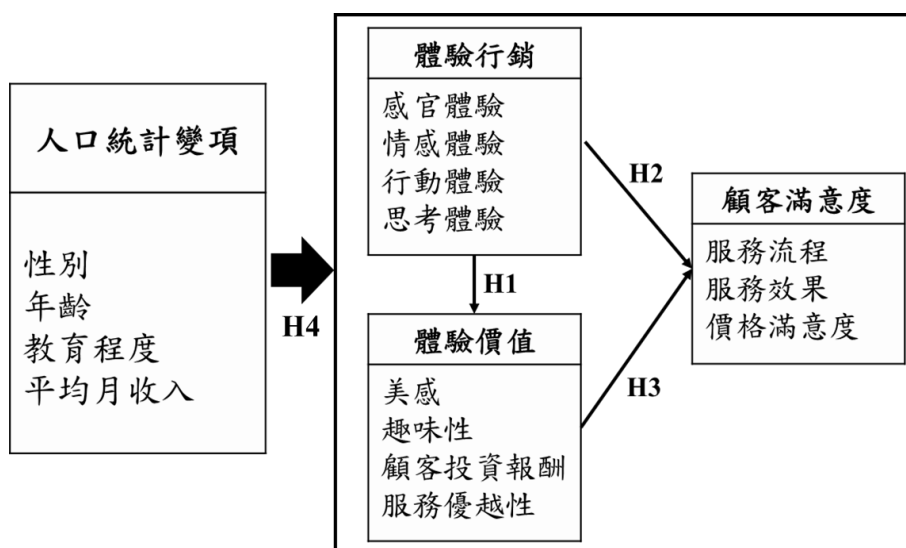 人口統計變項
性別
年齡
教育程度
平均月收入
H4
體驗行銷
感官體驗
情感體驗
行動體驗
思考體驗
H1
體驗價值
美感
趣味性
顧客投資報酬
服務優越性
H2
H3
顧客滿意度
服務流程
服務效果
價格滿意度